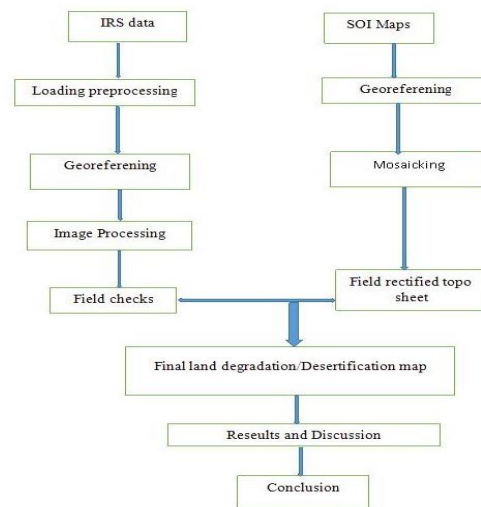 IRS data
SOI Maps
Loading preprocessing
Georeferening
Georeferening
Mosaicking
Image Processing
Field checks
Field rectified topo
sheet
Final land degradation/Desertification map
Reseults and Discussion
Conclusion